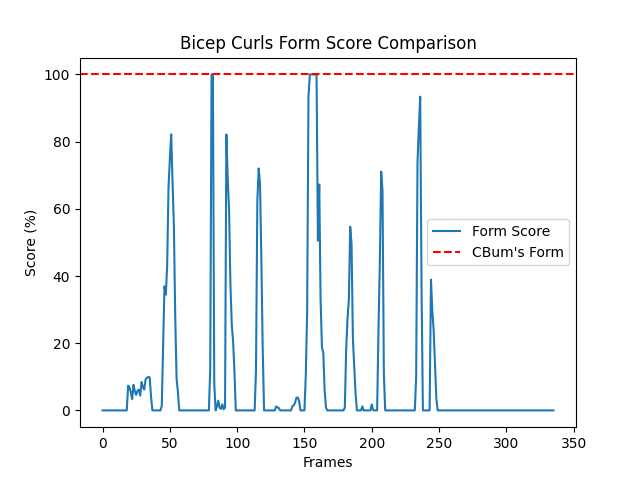 Bicep Curls Form Score Comparison
100
80
60
40
20
0
Score (%)
Form Score
CBum's Form
0 50 100 150 200 250 300 350
Frames